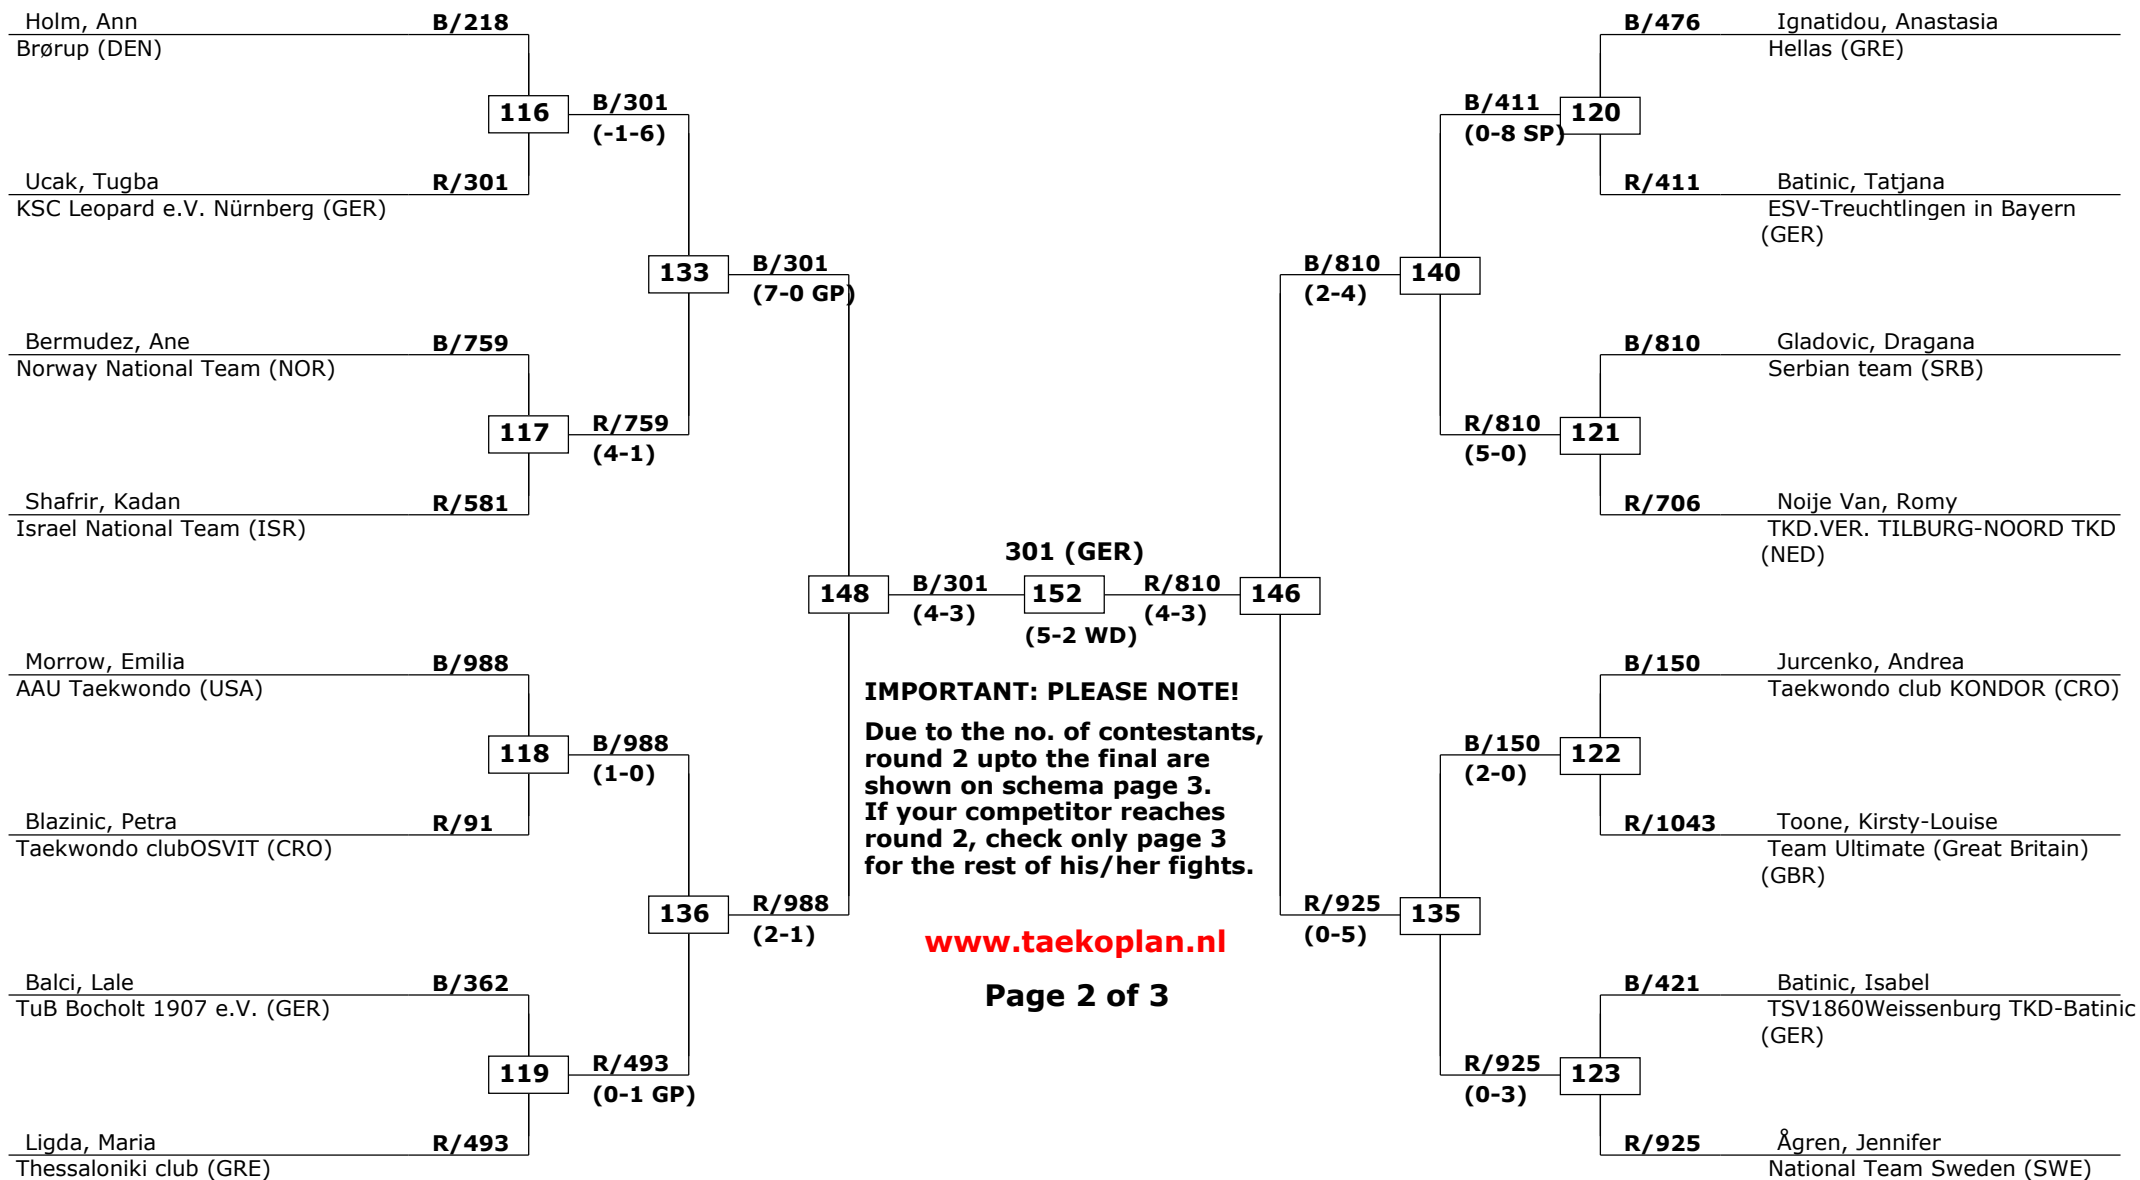 Holm, Ann B/218
Brørup (DEN)
116 B/301
(-1-6)
Ucak, Tugba R/301
KSC Leopard e.V. Nürnberg (GER)
133 B/301
(7-0 GP)
Bermudez, Ane B/759
Norway National Team (NOR)
117 R/759
(4-1)
Shafrir, Kadan R/581
Israel National Team (ISR)
148 B/301
(4-3)
Morrow, Emilia B/988
AAU Taekwondo (USA)
118 B/988
(1-0)
Blazinic, Petra R/91
Taekwondo clubOSVIT (CRO)
136 R/988
(2-1)
Balci, Lale B/362
TuB Bocholt 1907 e.V. (GER)
119 R/493
(0-1 GP)
Ligda, Maria R/493
Thessaloniki club (GRE)
301 (GER)
152
(5-2 WD)
IMPORTANT: PLEASE NOTE!
Due to the no. of contestants,
round 2 upto the final are
shown on schema page 3.
If your competitor reaches
round 2, check only page 3
for the rest of his/her fights.
www.taekoplan.nl
Page 2 of 3
B/476 Ignatidou, Anastasia
Hellas (GRE)
B/411 120
(0-8 SP)
R/411 Batinic, Tatjana
ESV-Treuchtlingen in Bayern
(GER)
B/810 140
(2-4)
B/810 Gladovic, Dragana
Serbian team (SRB)
R/810 121
(5-0)
R/706 Noije Van, Romy
TKD.VER. TILBURG-NOORD TKD
(NED)
R/810 146
(4-3)
B/150 Jurcenko, Andrea
Taekwondo club KONDOR (CRO)
B/150 122
(2-0)
R/1043 Toone, Kirsty-Louise
Team Ultimate (Great Britain)
(GBR)
R/925 135
(0-5)
B/421 Batinic, Isabel
TSV1860Weissenburg TKD-Batinic
(GER)
R/925 123
(0-3)
R/925 Ågren, Jennifer
National Team Sweden (SWE)